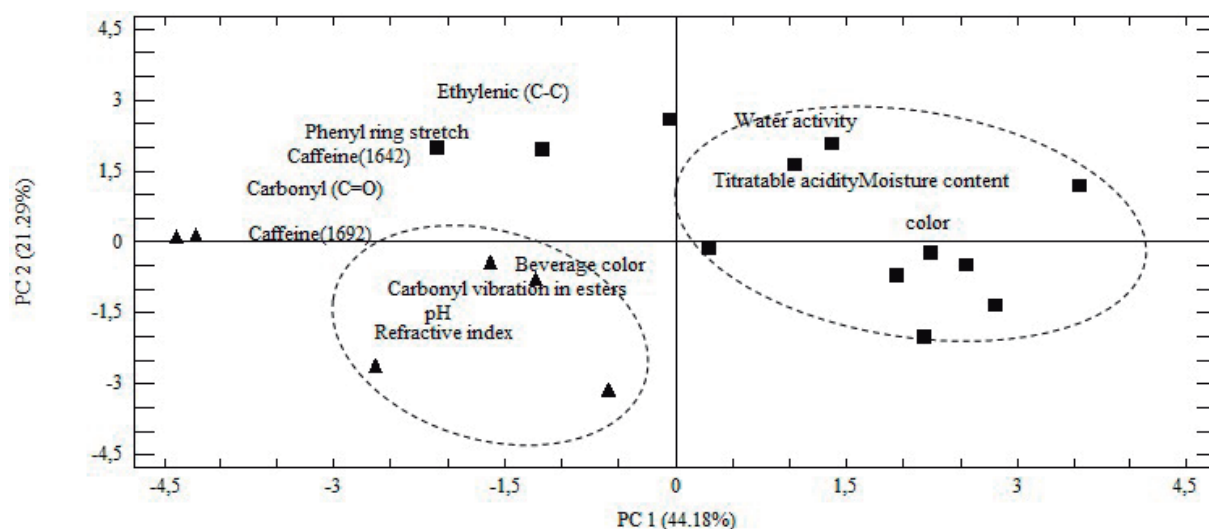 4,5
Ethylenic (C-C)
3
Water activity
Phenyl ring stretch
1,5
Caffeine(1642)
Titratable acidityMoisture content
Carbonyl (C=O)
color
PC 2 (21.29%)
0
Caffeine(1692)
Beverage color
Carbonyl vibration in esters
-1,5
pH
Refractive index
-3
-4,5
-4,5 -3 -1,5 0 1,5 3 4,5
PC 1 (44.18%)